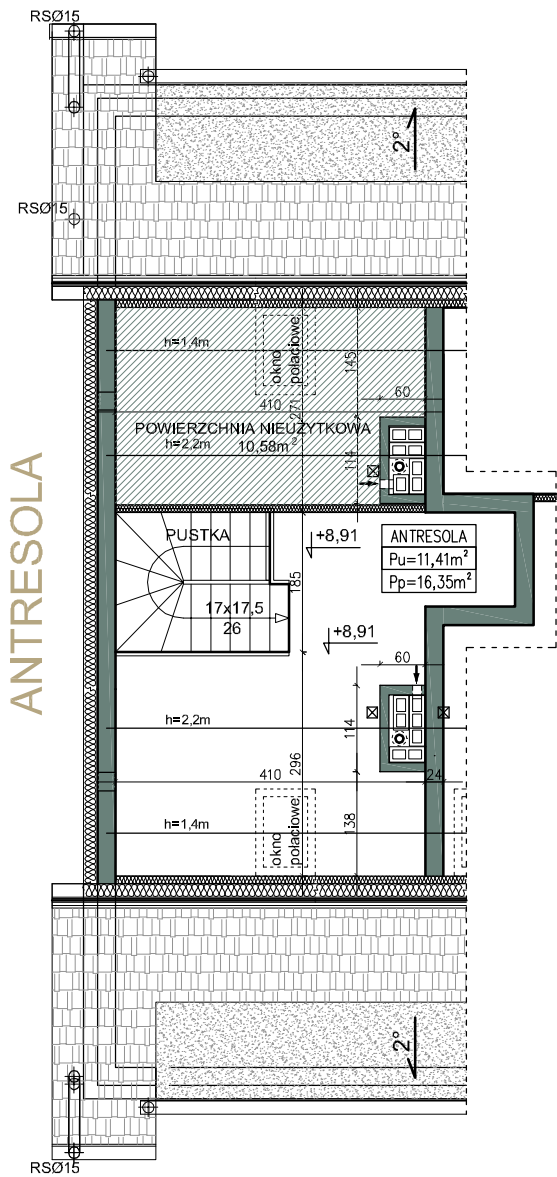 RSØ15
2°
RSØ15
h=1,4m
okno
połaciowe
145
60
410
271
POWIERZCHNIA NIEUŻYTKOWA
h=2,2m
10,58m²
114
ANTRESOLA
PUSTKA
+8,91
ANTRESOLA
Pu=11,41m²
Pp=16,35m²
185
17x17,5
26
+8,91
60
h=2,2m
114
296
410
24
h=1,4m
okno
połaciowe
138
2°
RSØ15